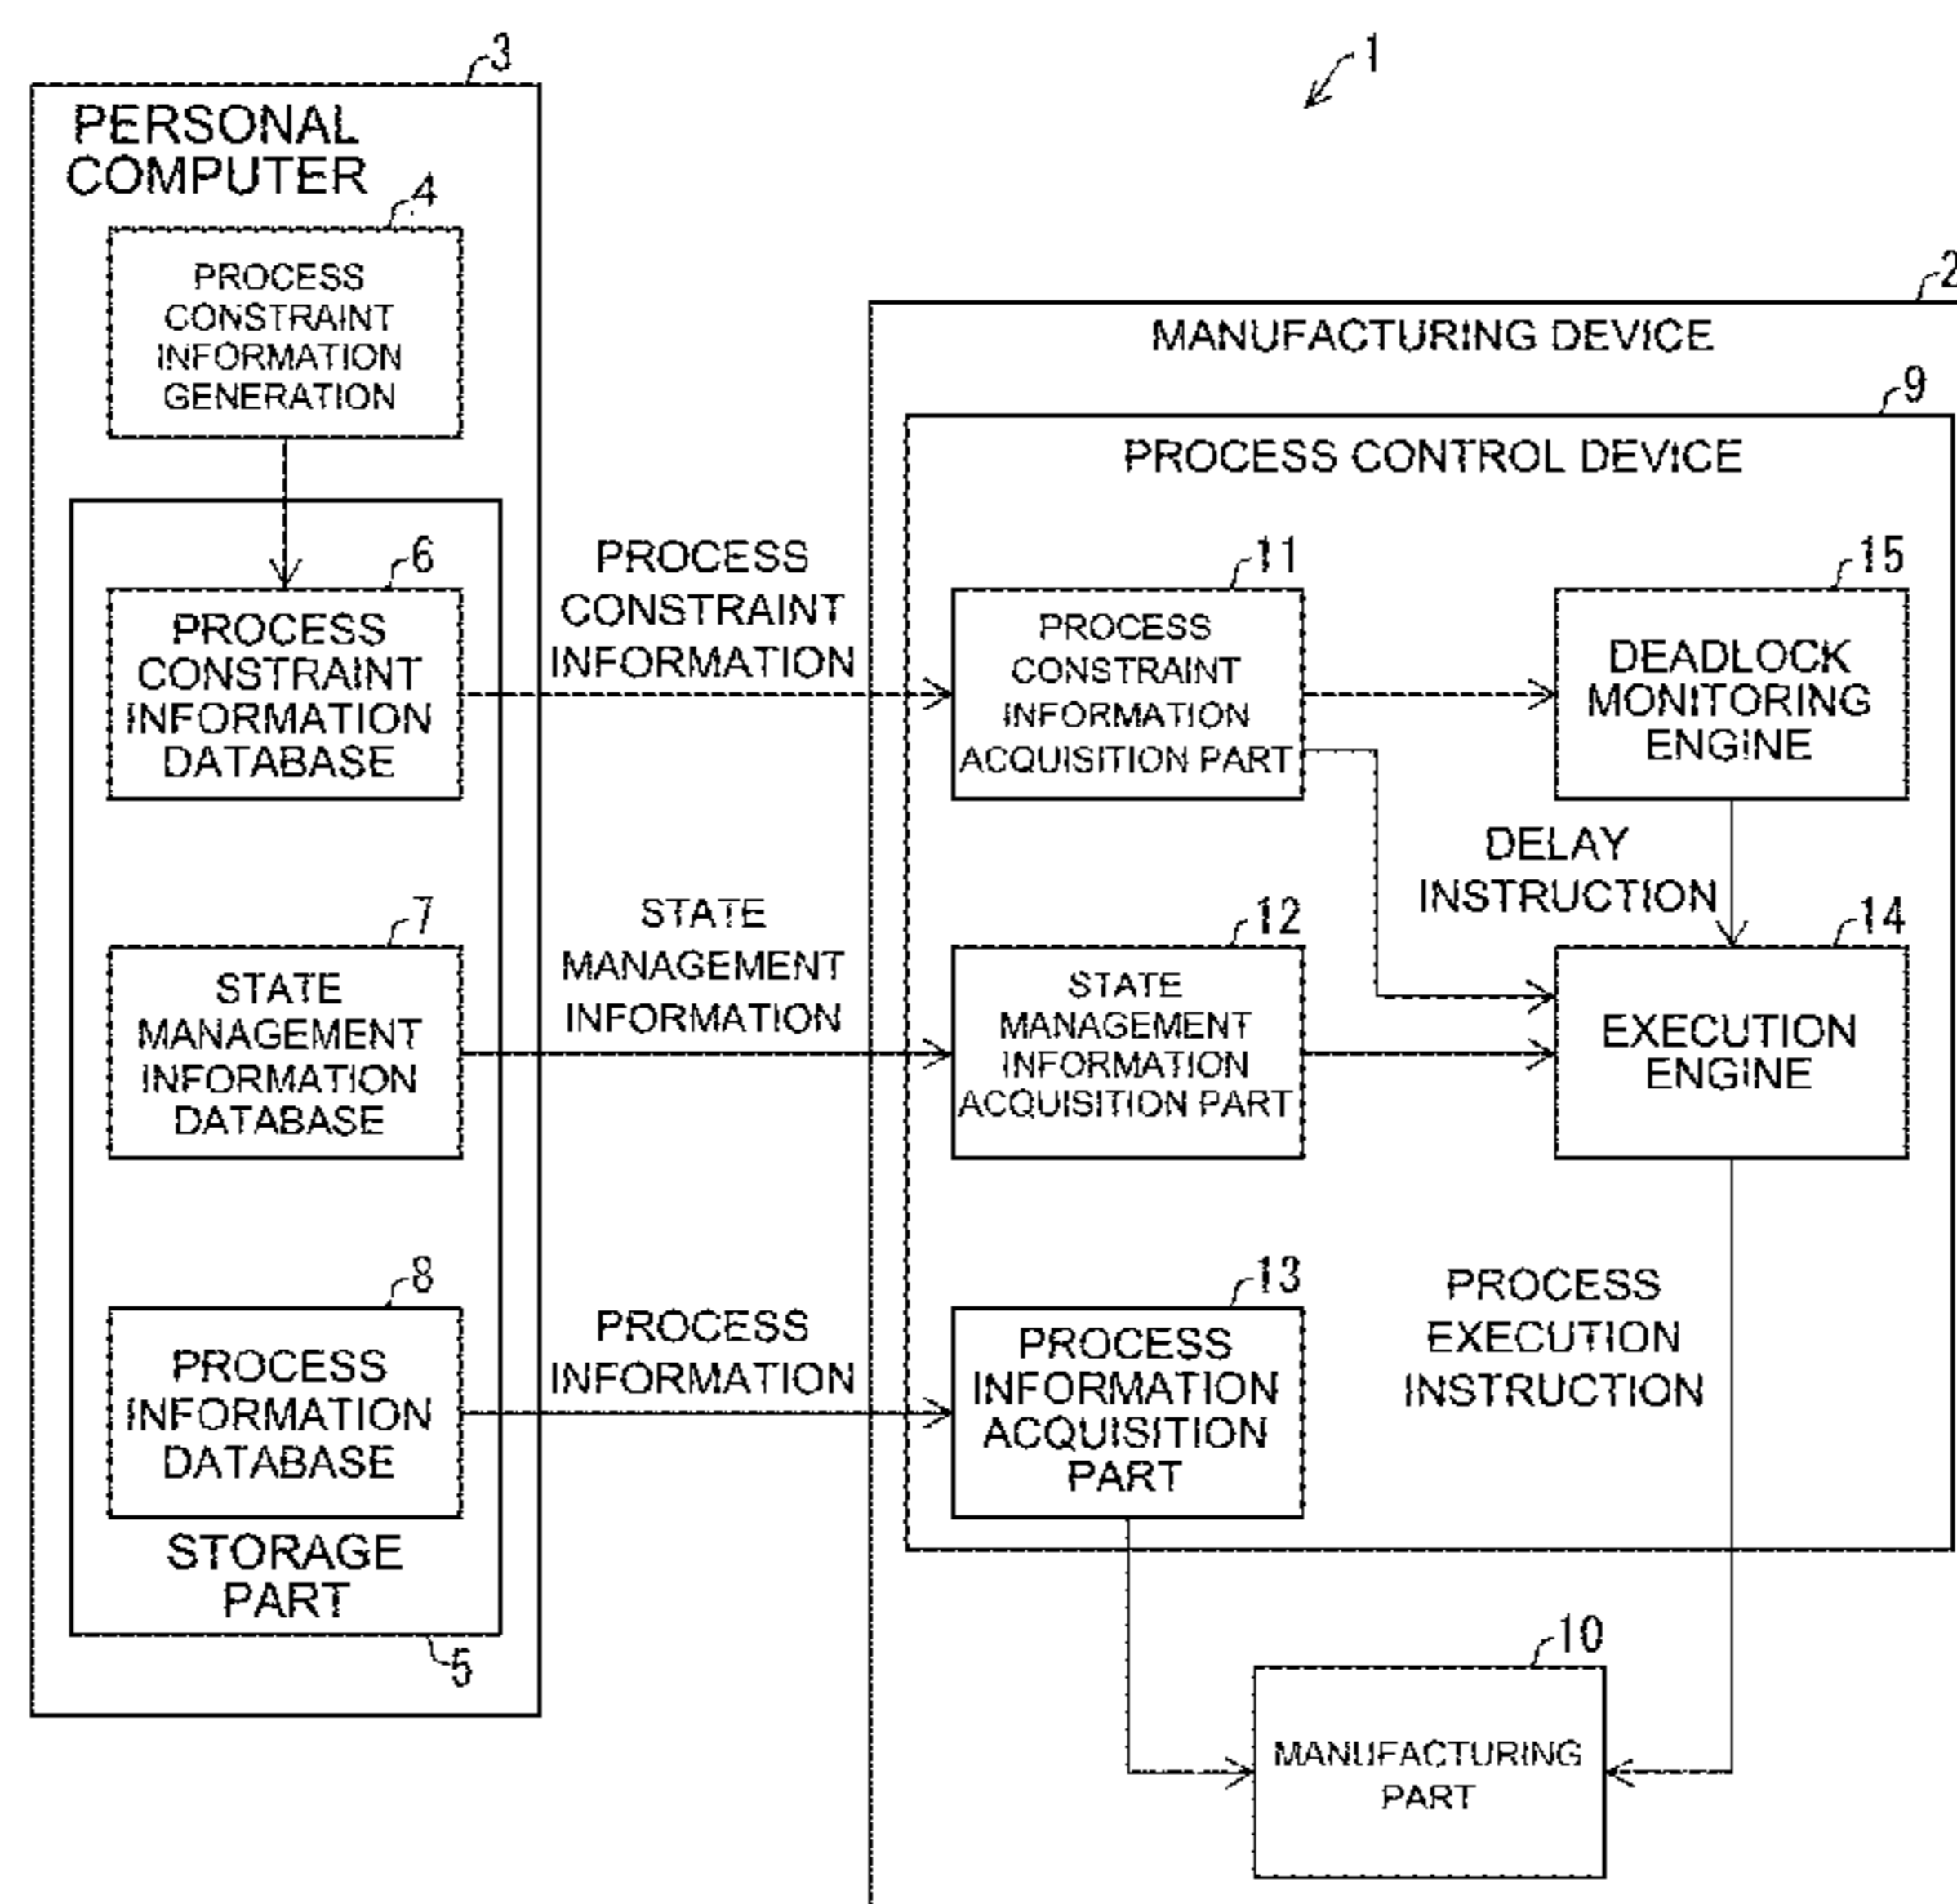 1
3
PERSONAL
COMPUTER
4
PROCESS
CONSTRAINT
INFORMATION
GENERATION
6
PROCESS
CONSTRAINT
INFORMATION
DATABASE
7
STATE
MANAGEMENT
INFORMATION
DATABASE
8
PROCESS
INFORMATION
DATABASE
STORAGE
PART
5
PROCESS
CONSTRAINT
INFORMATION
STATE
MANAGEMENT
INFORMATION
PROCESS
INFORMATION
2
MANUFACTURING DEVICE
9
PROCESS CONTROL DEVICE
11
PROCESS
CONSTRAINT
INFORMATION
ACQUISITION PART
15
DEADLOCK
MONITORING
ENGINE
DELAY
INSTRUCTION
12
STATE
MANAGEMENT
INFORMATION
ACQUISITION PART
14
EXECUTION
ENGINE
13
PROCESS
INFORMATION
ACQUISITION
PART
PROCESS
EXECUTION
INSTRUCTION
10
MANUFACTURING
PART